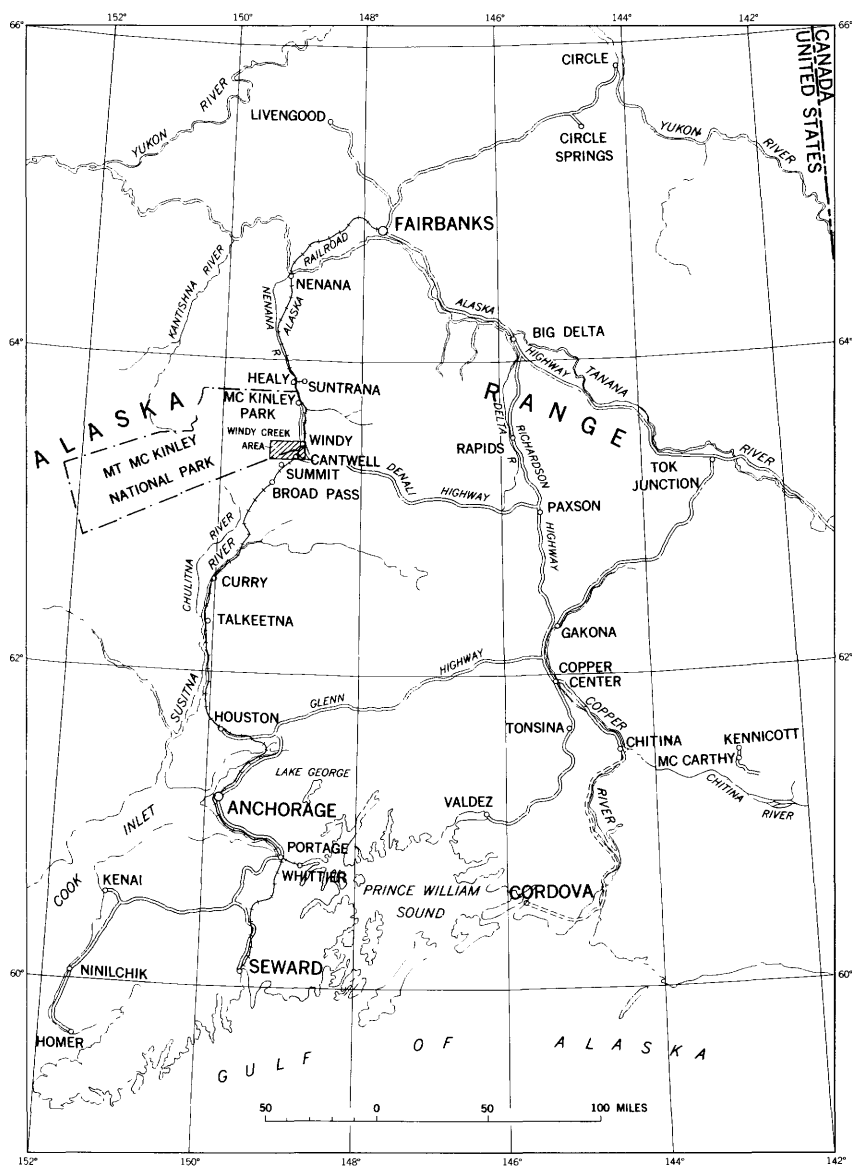 152°
150°
148°
146°
144°
142°
66°
66°
CANADA
UNITED STATES
CIRCLE
LIVENGOOD
YUKON
RIVER
CIRCLE
SPRINGS
YUKON
RIVER
FAIRBANKS
RAILROAD
NENANA
KANTISHNA
RIVER
NENANA
R
ALASKA
ALASKA
HIGHWAY
BIG DELTA
TANANA
RIVER
64°
64°
HEALY
SUNTRANA
MC KINLEY
PARK
ALASKA
RANGE
WINDY CREEK
AREA
WINDY
MT MC KINLEY
NATIONAL PARK
CANTWELL
SUMMIT
BROAD PASS
DELTA
R
RAPIDS
RICHARDSON
HIGHWAY
TOK
JUNCTION
DENALI
HIGHWAY
PAXSON
CHULITNA
RIVER
RIVER
CURRY
TALKEETNA
SUSITNA
GAKONA
62°
62°
GLENN
HIGHWAY
COPPER
CENTER
HOUSTON
COPPER
RIVER
TONSINA
CHITINA
KENNICOTT
MC CARTHY
CHITINA
RIVER
LAKE GEORGE
ANCHORAGE
VALDEZ
COOK
INLET
PORTAGE
WHITTIER
KENAI
PRINCE WILLIAM
SOUND
CORDOVA
60°
60°
NINILCHIK
SEWARD
HOMER
GULF OF ALASKA
50
0
50
100 MILES
152°
150°
148°
146°
144°
142°